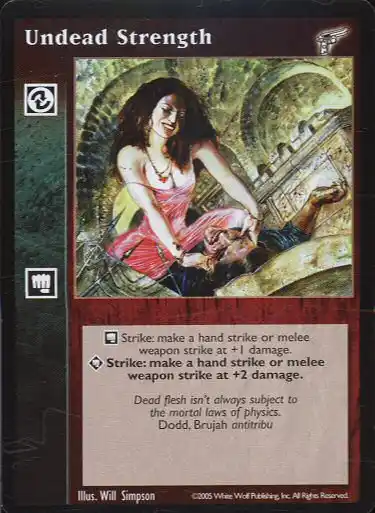 Undead Strength
Strike: make a hand strike or melee
weapon strike at +1 damage.
Strike: make a hand strike or melee
weapon strike at +2 damage.
Dead flesh isn't always subject to
the mortal laws of physics.
Dodd, Brujah antitribu
Illus. Will Simpson
©2005 White Wolf Publishing, Inc. All Rights Reserved.